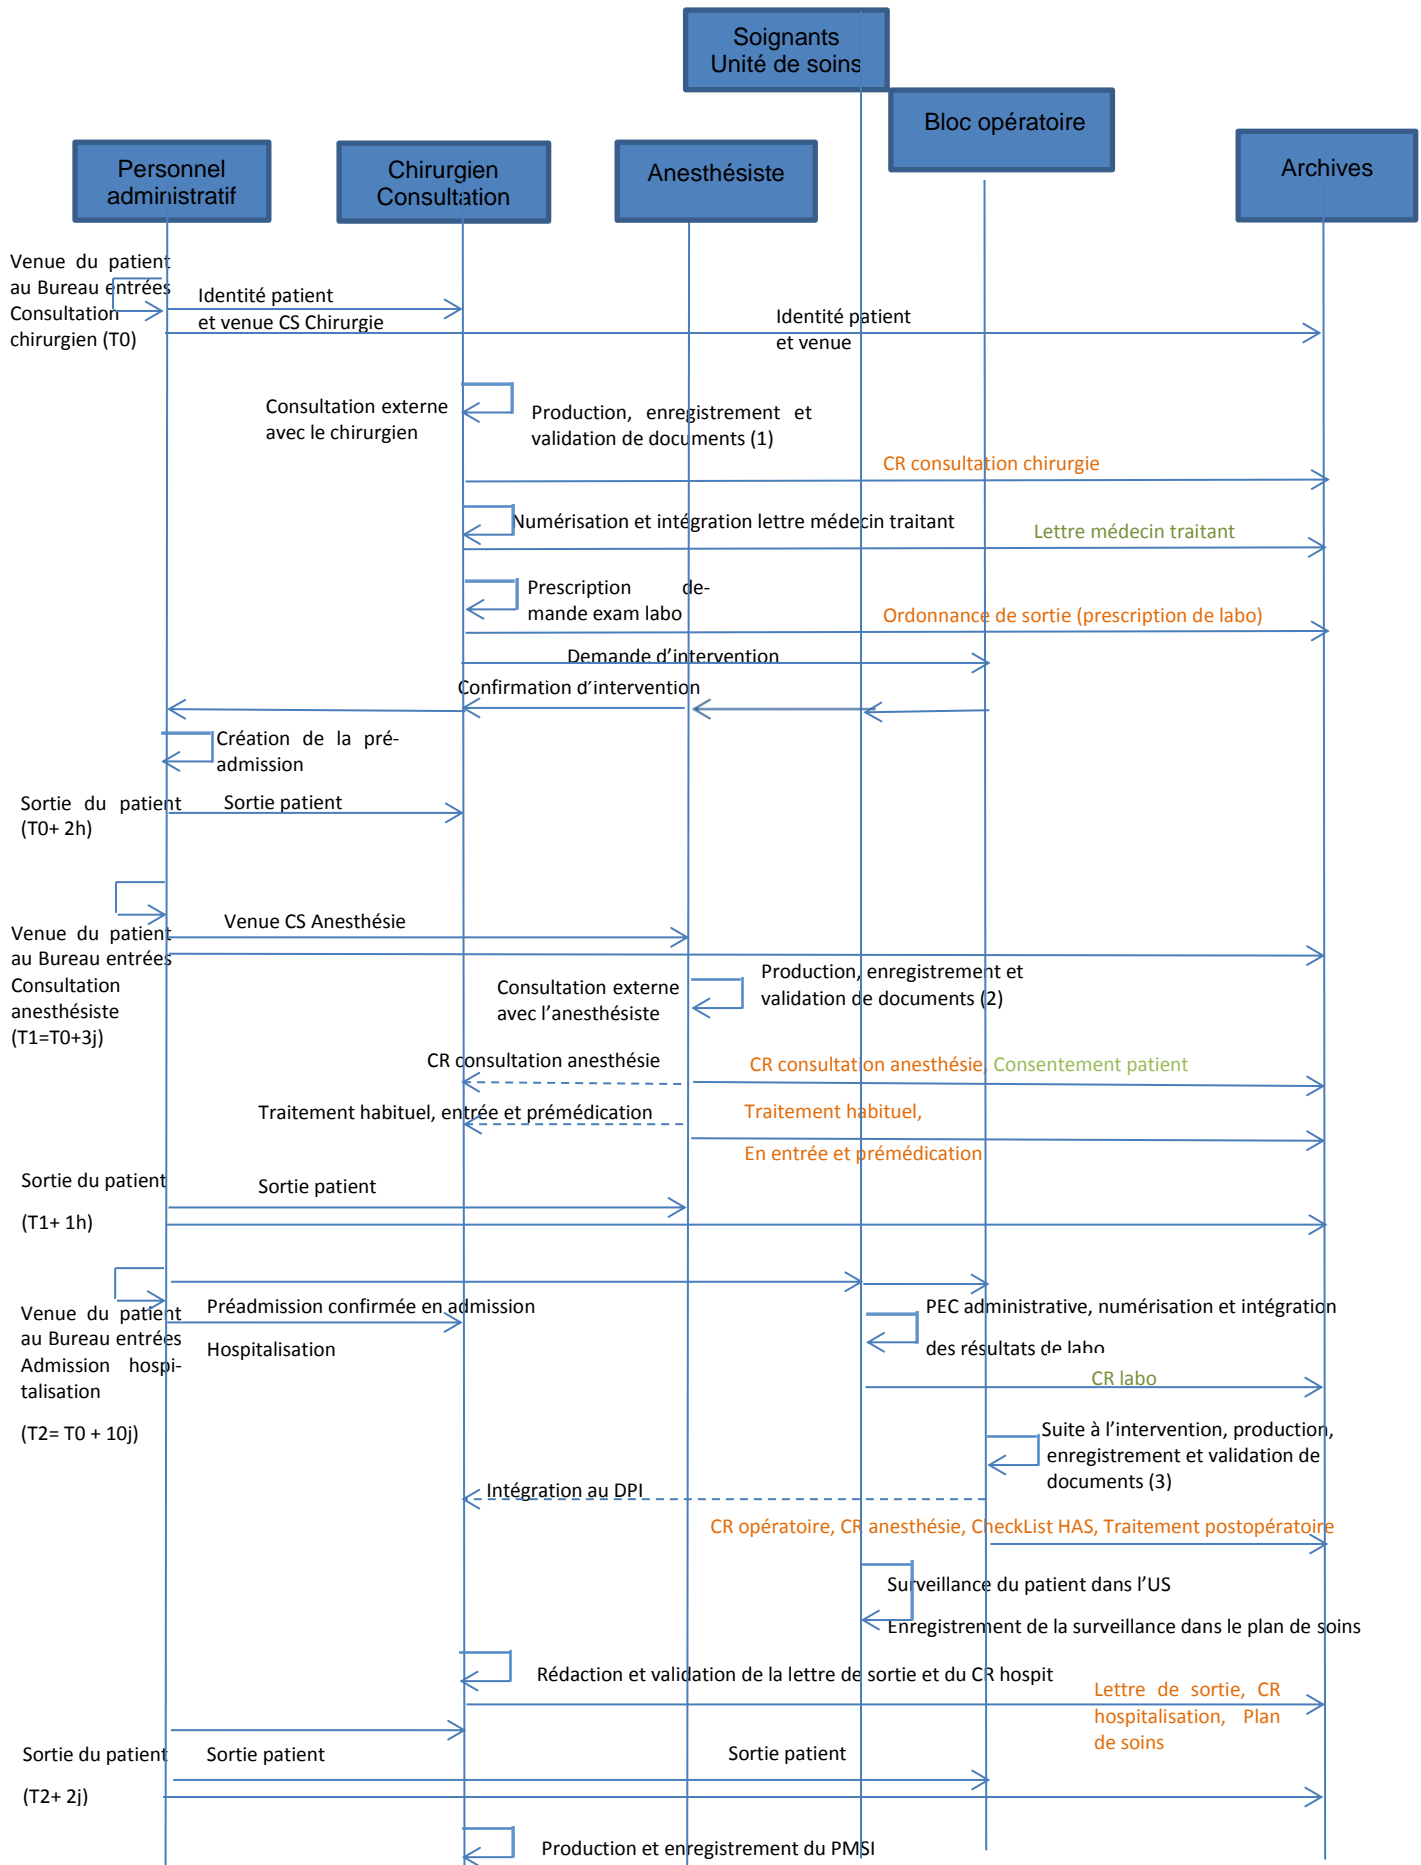 Soignants
Unité de soins
Bloc opératoire
Personnel
administratif
Chirurgien
Consultation
Anesthésiste
Archives
Venue du patient
au Bureau entrées
Consultation
chirurgien (T0)
Identité patient
et venue CS Chirurgie
Identité patient
et venue
Consultation externe
avec le chirurgien
Production, enregistrement et
validation de documents (1)
CR consultation chirurgie
Numérisation et intégration lettre médecin traitant
Lettre médecin traitant
Prescription de-
mande exam labo
Ordonnance de sortie (prescription de labo)
Demande d'intervention
Confirmation d'intervention
Création de la pré-
admission
Sortie du patient
(T0+ 2h)
Sortie patient
Venue du patient
au Bureau entrées
Consultation
anesthésiste
(T1=T0+3j)
Venue CS Anesthésie
Consultation externe
avec l'anesthésiste
Production, enregistrement et
validation de documents (2)
CR consultation anesthésie
CR consultation anesthésie, Consentement patient
Traitement habituel, entrée et prémédication
Traitement habituel,
En entrée et prémédication
Sortie du patient
(T1+ 1h)
Sortie patient
Venue du patient
au Bureau entrées
Admission hospi-
talisation
(T2= T0 + 10j)
Préadmission confirmée en admission
Hospitalisation
PEC administrative, numérisation et intégration
des résultats de labo
CR labo
Suite à l'intervention, production,
enregistrement et validation de
documents (3)
Intégration au DPI
CR opératoire, CR anesthésie, CheckList HAS, Traitement postopératoire
Surveillance du patient dans l'US
Enregistrement de la surveillance dans le plan de soins
Rédaction et validation de la lettre de sortie et du CR hospit
Lettre de sortie, CR
hospitalisation, Plan
de soins
Sortie du patient
(T2+ 2j)
Sortie patient
Sortie patient
Production et enregistrement du PMSI